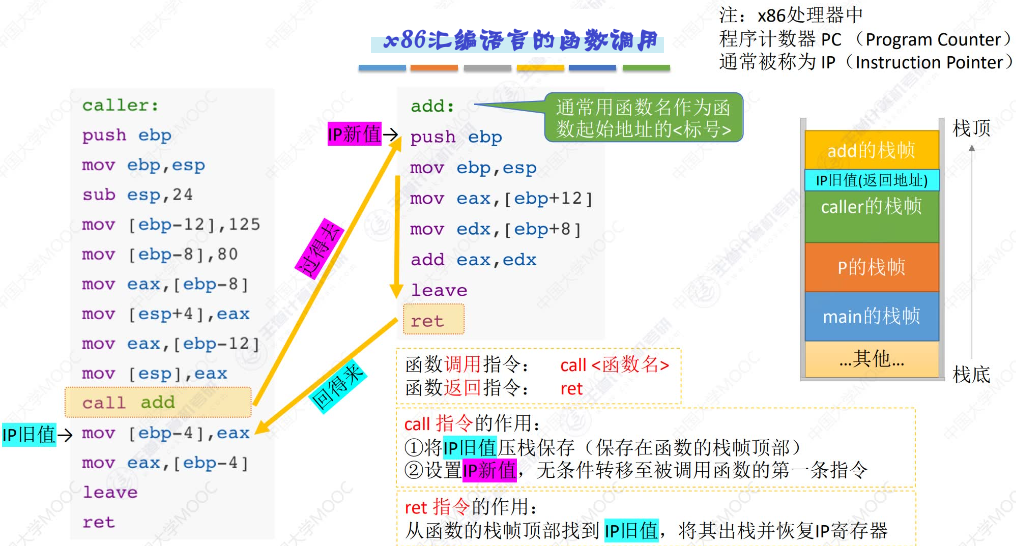 x86汇编语言的函数调用
注：x86处理器中
程序计数器 PC （Program Counter）
通常被称为 IP（Instruction Pointer）
caller:
push ebp
mov ebp,esp
sub esp,24
mov [ebp-12],125
mov [ebp-8],80
mov eax,[ebp-8]
mov [esp+4],eax
mov eax,[ebp-12]
mov [esp],eax
call add
IP旧值→ mov [ebp-4],eax
mov eax,[ebp-4]
leave
ret
过得去
回得来
add:
IP新值→ push ebp
mov ebp,esp
mov eax,[ebp+12]
mov edx,[ebp+8]
add eax,edx
leave
ret
通常用函数名作为函
数起始地址的<标号>
栈顶
add的栈帧
IP旧值(返回地址)
caller的栈帧
P的栈帧
main的栈帧
...其他...
栈底
函数调用指令： call <函数名>
函数返回指令： ret
call 指令的作用：
①将IP旧值压栈保存（保存在函数的栈帧顶部）
②设置IP新值，无条件转移至被调用函数的第一条指令
ret 指令的作用：
从函数的栈帧顶部找到 IP旧值，将其出栈并恢复IP寄存器